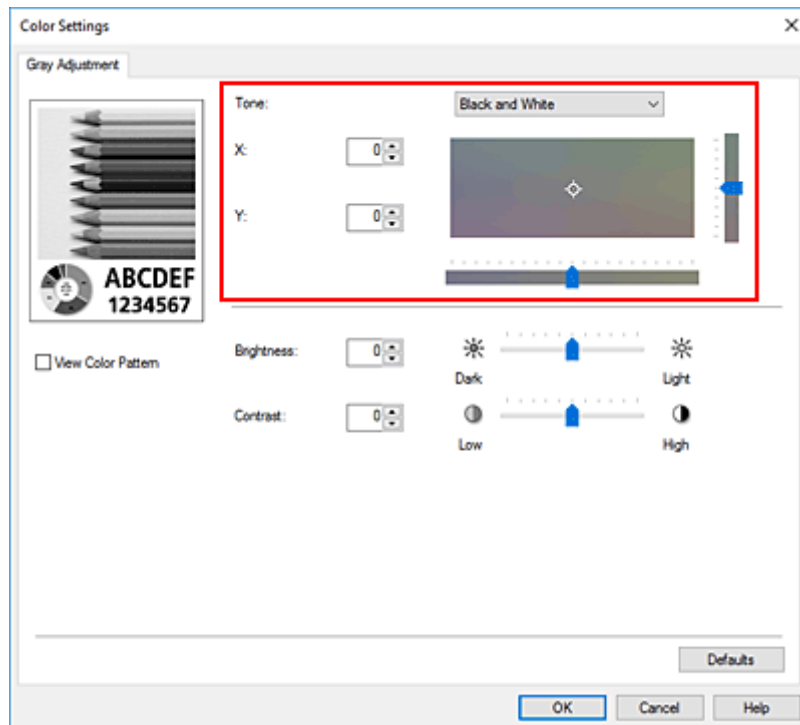 Color Settings
Gray Adjustment
Tone:
Black and White
X:
0
Y:
0
ABCDEF
1234567
View Color Pattern
Brightness:
0
Dark
Light
Contrast:
0
Low
High
Defaults
OK
Cancel
Help